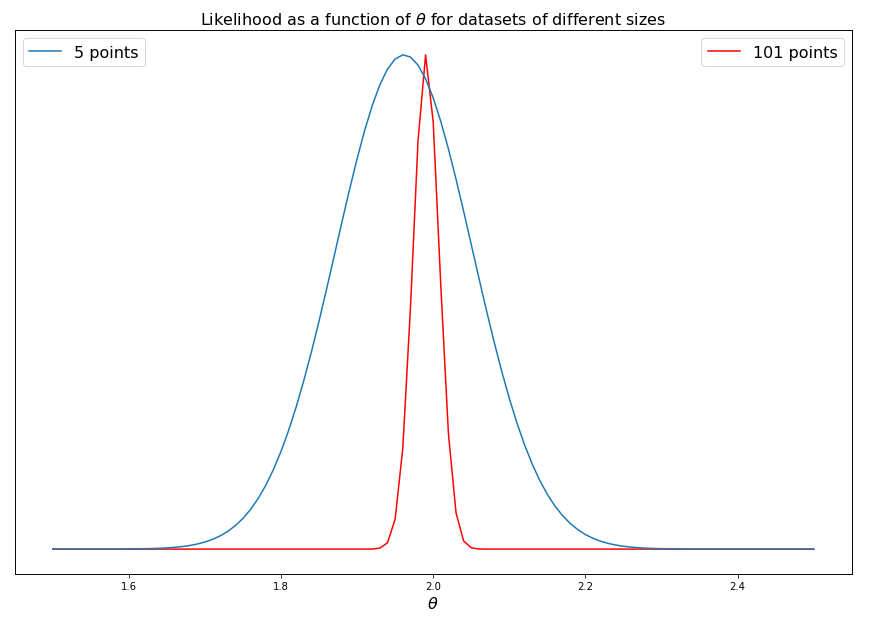 Likelihood as a function of θ for datasets of different sizes
5 points
101 points
1.6
1.8
2.0
2.2
2.4
θ